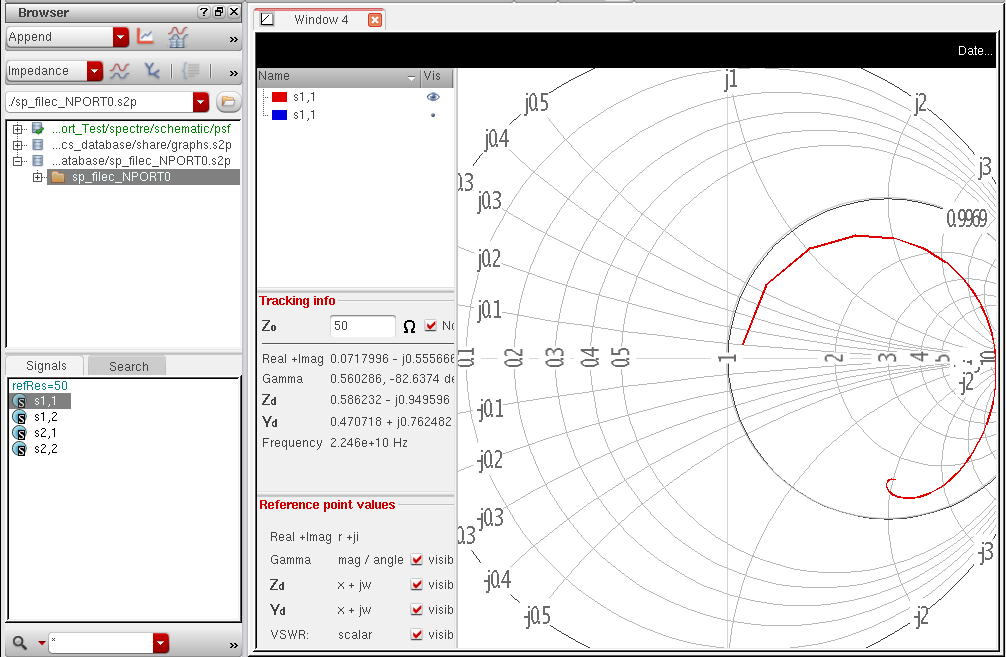 Browser
Append
»
Impedance
»
./sp_filec_NPORT0.s2p
...ort_Test/spectre/schematic/psf
...cs_database/share/graphs.s2p
...atabase/sp_filec_NPORT0.s2p
sp_filec_NPORT0
Signals Search
refRes=50
s1,1
s1,2
s2,1
s2,2
*
»
Window 4
Date...
Name Vis
s1,1
s1,1
Tracking info
Zo 50 Ω No
Real +Imag 0.0717996 - j0.555666
Gamma 0.560286, -82.6374 de
Zd 0.586232 - j0.949596
Yd 0.470718 + j0.762482
Frequency 2.246e+10 Hz
Reference point values
Real +Imag r +ji
Gamma mag / angle visib
Zd x + jw visib
Yd x + jw visib
VSWR: scalar visib
j1
j0.5 j2
j0.4
j3
0.3
j0.3
0.9969
j0.2
j0.1
0.1 0.2 0.3 0.4 0.5 1 2 3 4 5 10
-j2
-j0.1
-j0.2
-j0.3
0.3
-j3
-j0.4
-j0.5 -j2